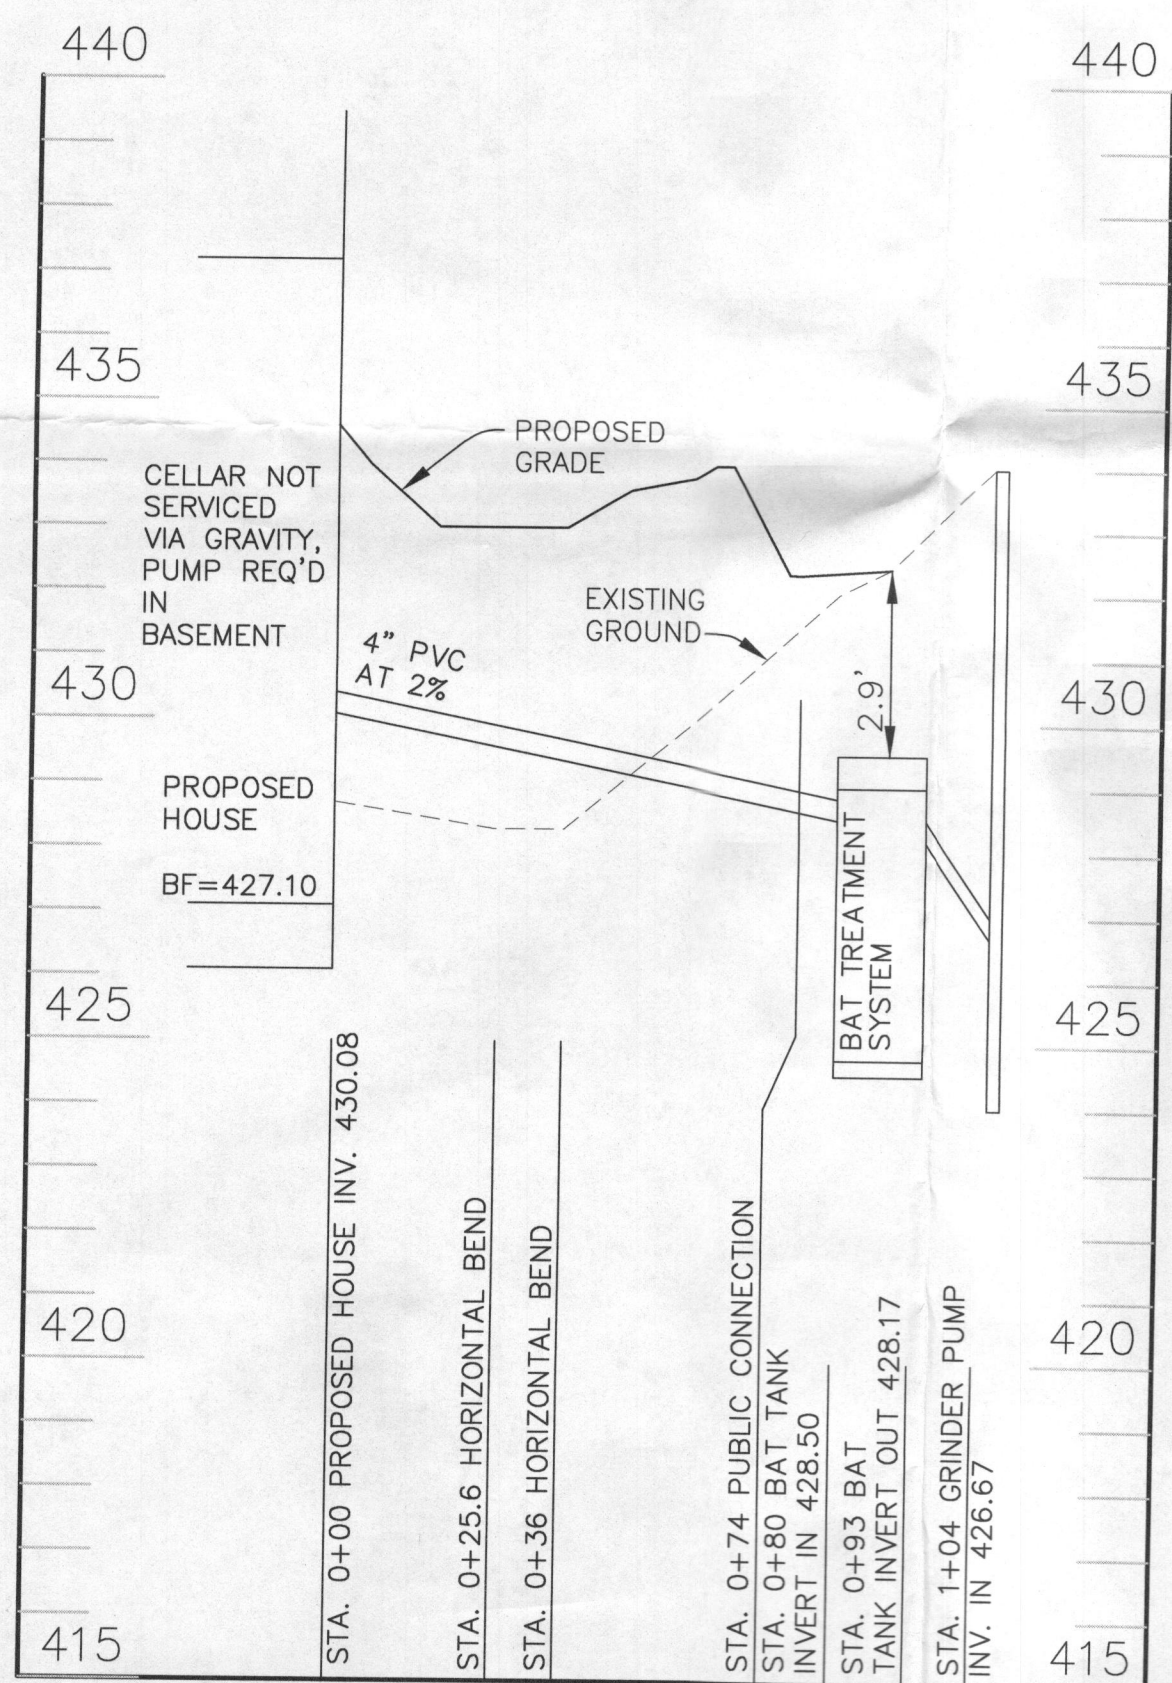 440
440
435
435
PROPOSED
GRADE
CELLAR NOT
SERVICED
VIA GRAVITY,
PUMP REQ'D
IN
BASEMENT
EXISTING
GROUND
4" PVC
AT 2%
430
430
2.9'
PROPOSED
HOUSE
BF=427.10
BAT TREATMENT
SYSTEM
425
425
STA. 0+00 PROPOSED HOUSE INV. 430.08
STA. 0+25.6 HORIZONTAL BEND
STA. 0+36 HORIZONTAL BEND
STA. 0+74 PUBLIC CONNECTION
STA. 0+80 BAT TANK
INVERT IN 428.50
STA. 0+93 BAT
TANK INVERT OUT 428.17
STA. 1+04 GRINDER PUMP
INV. IN 426.67
420
420
415
415